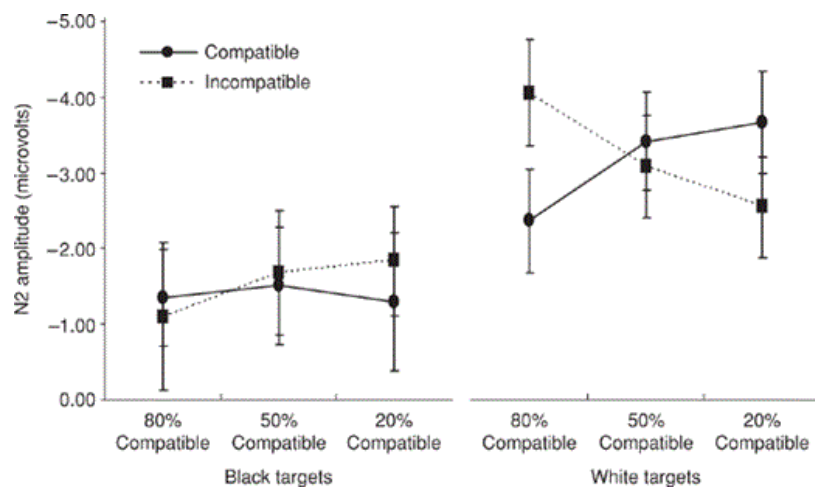 −5.00
−4.00
−3.00
−2.00
−1.00
0.00
N2 amplitude (microvolts)
Compatible
Incompatible
80% 50% 20% 80% 50% 20%
Compatible Compatible Compatible Compatible Compatible Compatible
Black targets White targets